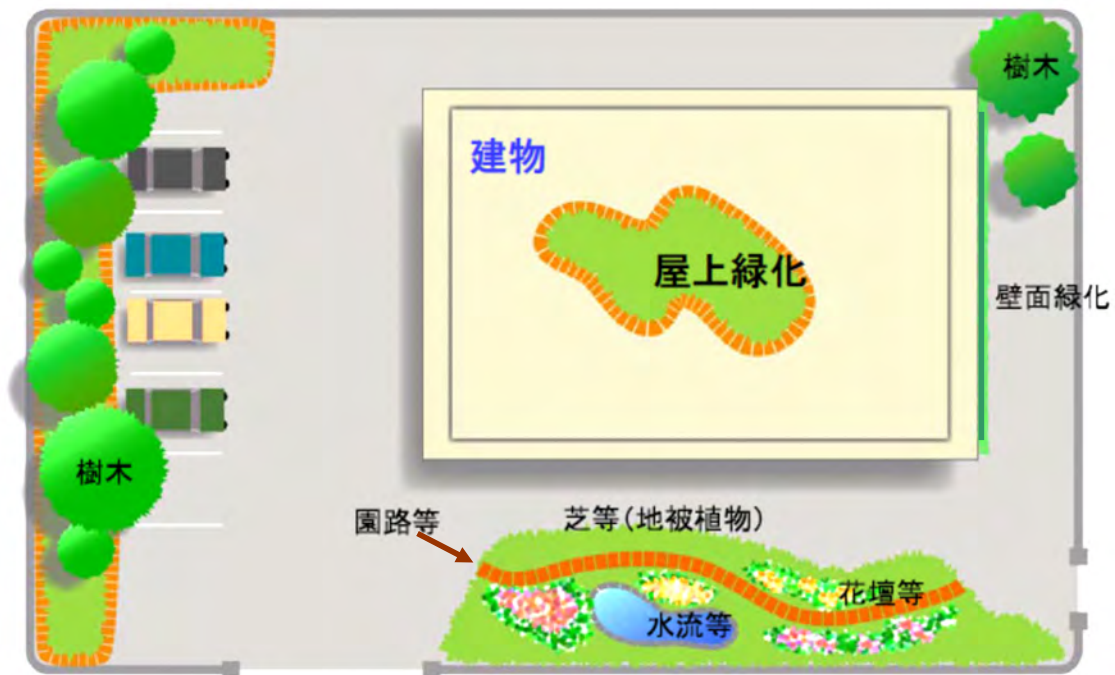 樹木
建物
屋上緑化
壁面緑化
樹木
園路等
芝等(地被植物)
花壇等
水流等